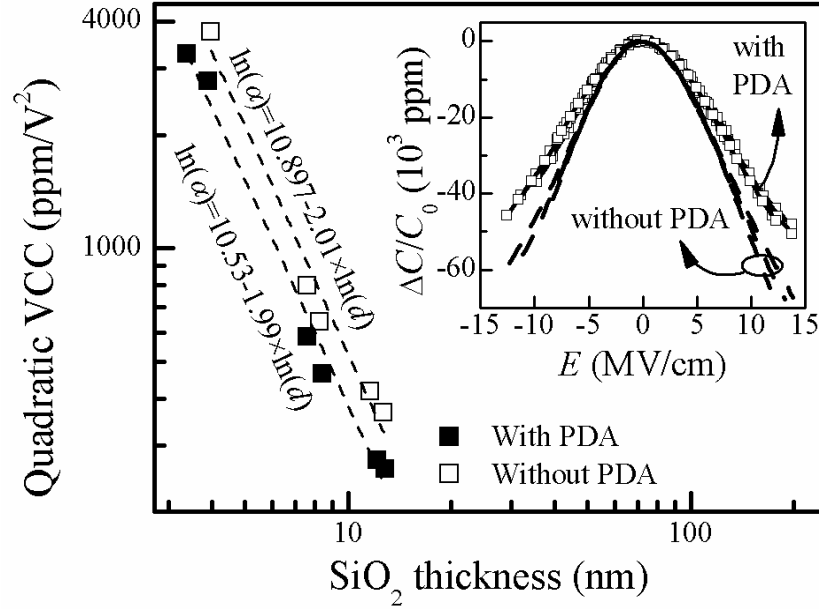 Quadratic VCC (ppm/V²)
4000
1000
10
100
SiO₂ thickness (nm)
ln(α)=10.897-2.01×ln(d)
ln(α)=10.53-1.99×ln(d)
With PDA
Without PDA
ΔC/C₀ (10³ ppm)
0
-20
-40
-60
-15 -10 -5 0 5 10 15
E (MV/cm)
with
PDA
without PDA